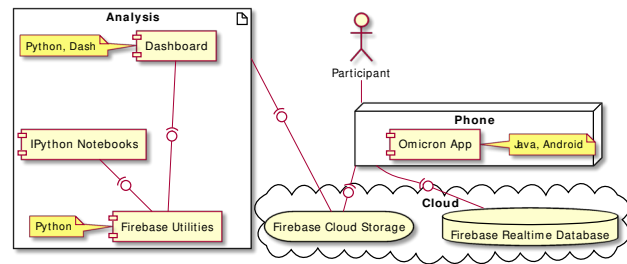 Analysis
Python, Dash
Dashboard
IPython Notebooks
Python
Firebase Utilities
Participant
Phone
Omicron App
Java, Android
Cloud
Firebase Cloud Storage
Firebase Realtime Database